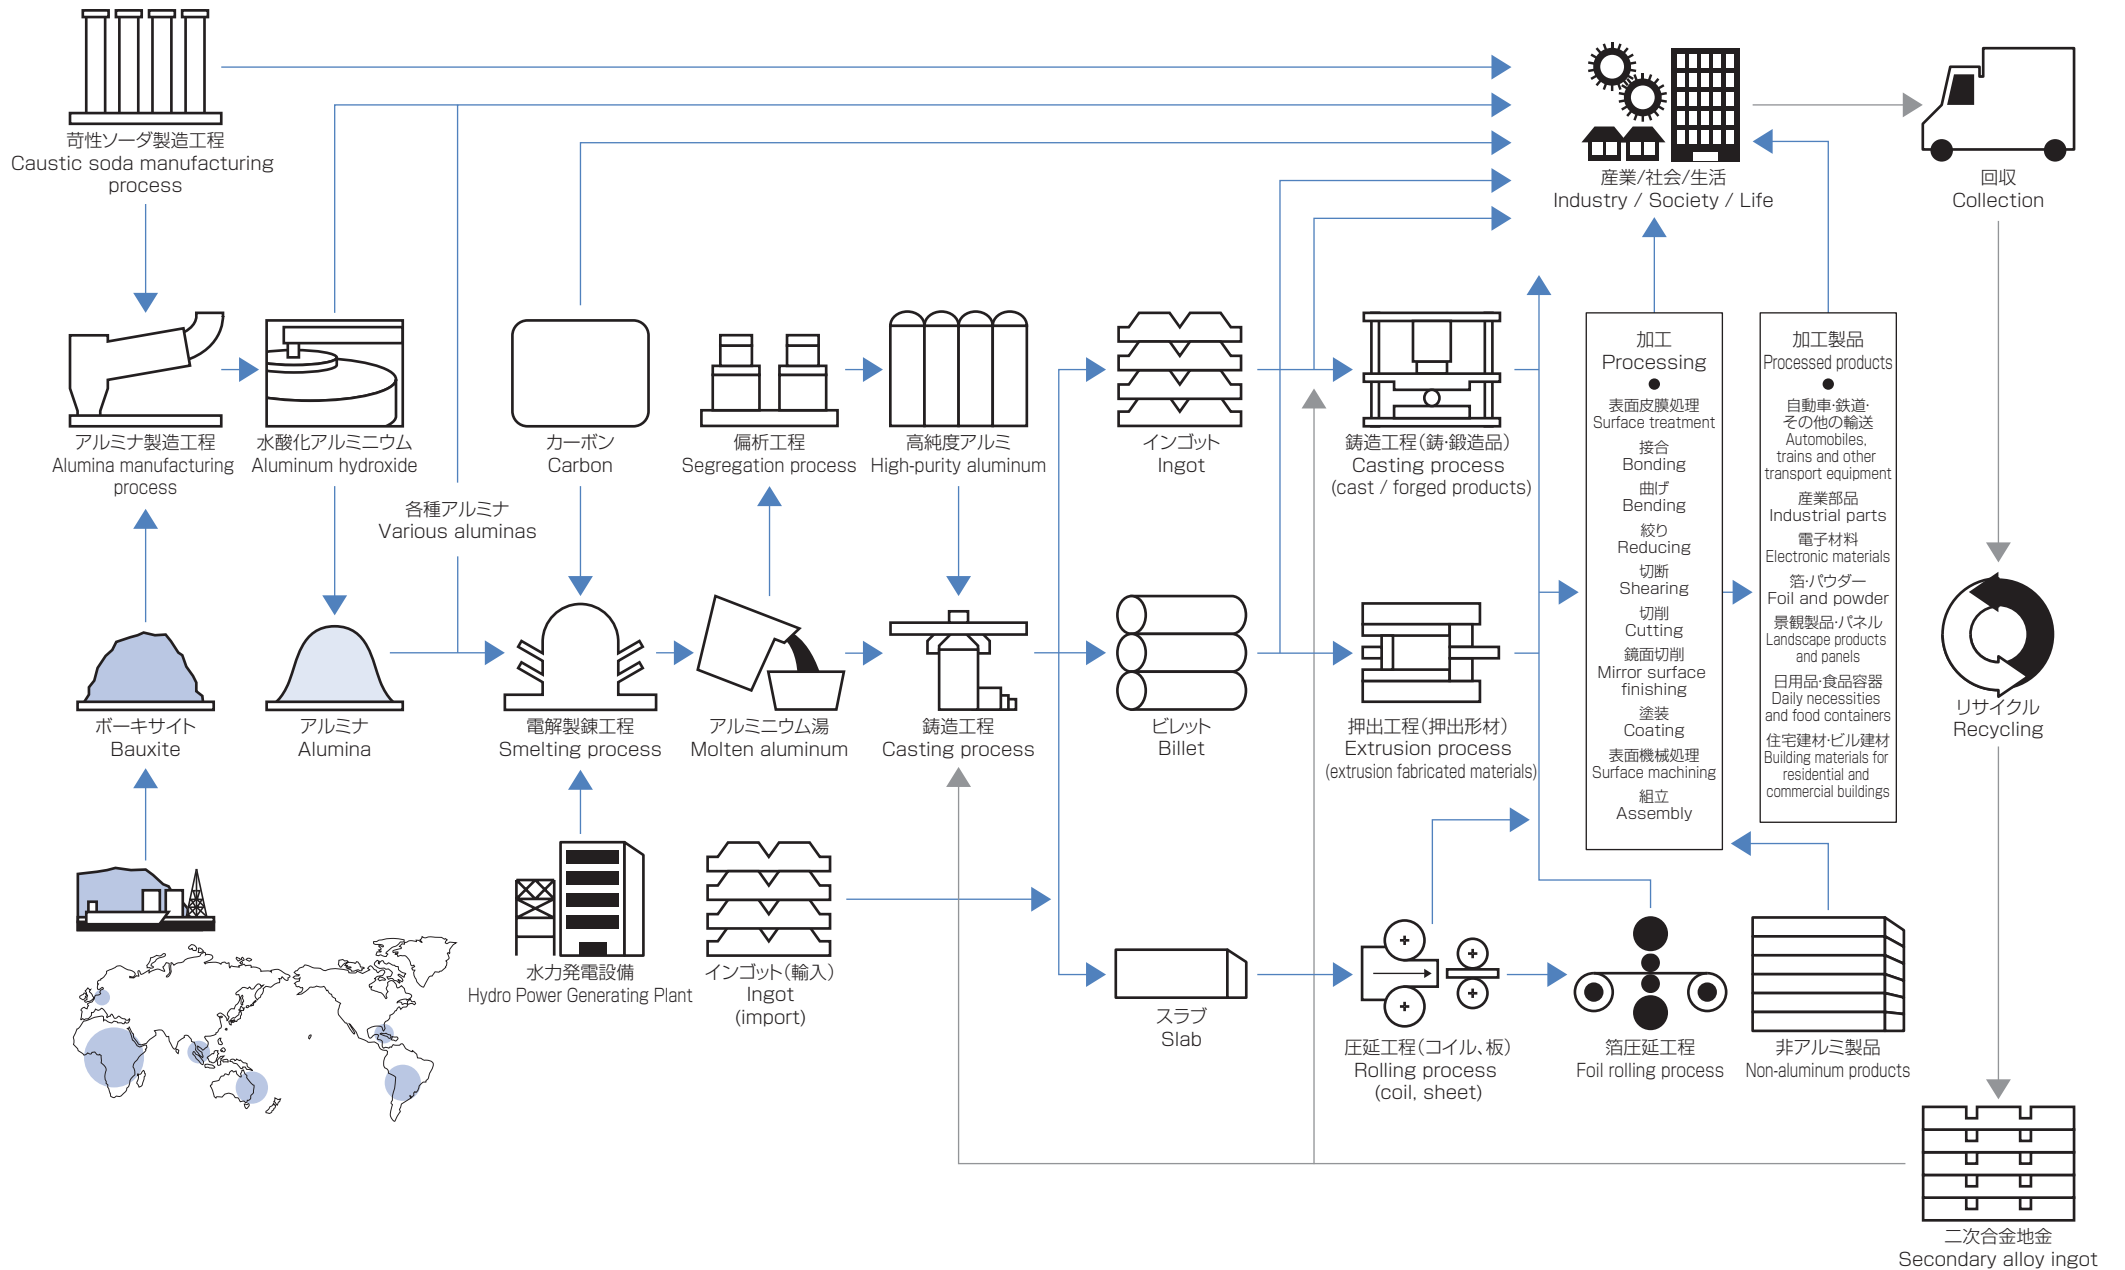 苛性ソーダ製造工程
Caustic soda manufacturing
process
産業/社会/生活
Industry / Society / Life
回収
Collection
アルミナ製造工程
Alumina manufacturing
process
水酸化アルミニウム
Aluminum hydroxide
各種アルミナ
Various aluminas
カーボン
Carbon
偏析工程
Segregation process
高純度アルミ
High-purity aluminum
インゴット
Ingot
鋳造工程(鋳・鍛造品)
Casting process
(cast / forged products)
加工
Processing
●
表面皮膜処理
Surface treatment
接合
Bonding
曲げ
Bending
絞り
Reducing
切断
Shearing
切削
Cutting
鏡面切削
Mirror surface
finishing
塗装
Coating
表面機械処理
Surface machining
組立
Assembly
加工製品
Processed products
●
自動車・鉄道・
その他の輸送
Automobiles,
trains and other
transport equipment
産業部品
Industrial parts
電子材料
Electronic materials
箔・パウダー
Foil and powder
景観製品・パネル
Landscape products
and panels
日用品・食品容器
Daily necessities
and food containers
住宅建材・ビル建材
Building materials for
residential and
commercial buildings
ボーキサイト
Bauxite
アルミナ
Alumina
電解製錬工程
Smelting process
アルミニウム湯
Molten aluminum
鋳造工程
Casting process
ビレット
Billet
押出工程(押出形材)
Extrusion process
(extrusion fabricated materials)
リサイクル
Recycling
水力発電設備
Hydro Power Generating Plant
インゴット(輸入)
Ingot
(import)
スラブ
Slab
圧延工程(コイル、板)
Rolling process
(coil, sheet)
箔圧延工程
Foil rolling process
非アルミ製品
Non-aluminum products
二次合金地金
Secondary alloy ingot